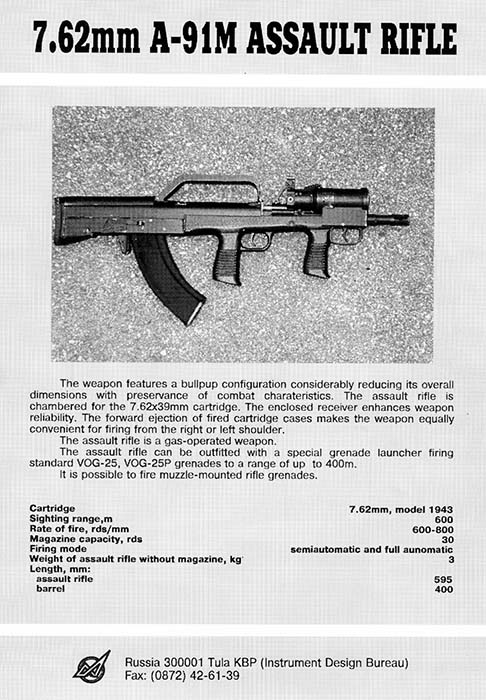 7.62mm A-91M ASSAULT RIFLE
The weapon features a bullpup configuration considerably reducing its overall
dimensions with preservance of combat charateristics. The assault rifle is
chambered for the 7.62x39mm cartridge. The enclosed receiver enhances weapon
reliability. The forward ejection of fired cartridge cases makes the weapon equally
convenient for firing from the right or left shoulder.
The assault rifle is a gas-operated weapon.
The assault rifle can be outfitted with a special grenade launcher firing
standard VOG-25, VOG-25P grenades to a range of up to 400m.
It is possible to fire muzzle-mounted rifle grenades.
Cartridge 7.62mm, model 1943
Sighting range,m 600
Rate of fire, rds/mm 600-800
Magazine capacity, rds 30
Firing mode semiautomatic and full aunomatic
Weight of assault rifle without magazine, kg 3
Length, mm:
assault rifle 595
barrel 400
Russia 300001 Tula KBP (Instrument Design Bureau)
Fax: (0872) 42-61-39